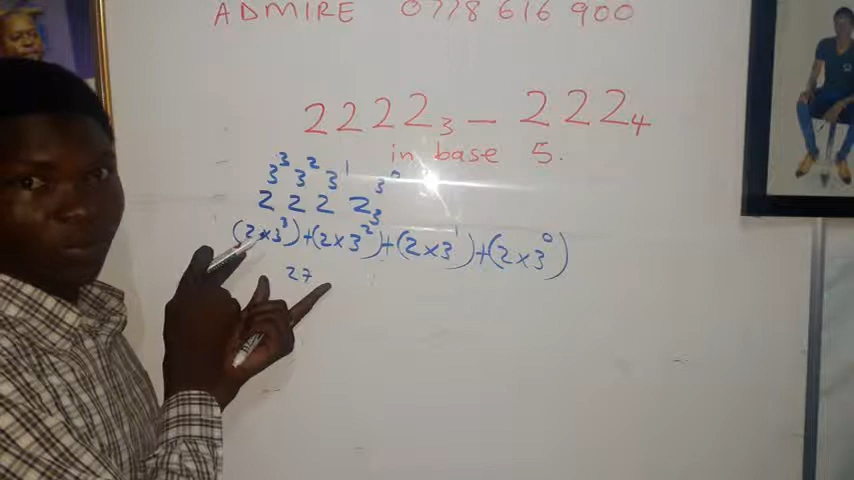 ADMIRE 0778 616 900
2222₃ – 222₄
in base 5.
3³ 3² 3¹ 3⁰
2 2 2 2₃
(2×3³)+(2×3²)+(2×3¹)+(2×3⁰)
27